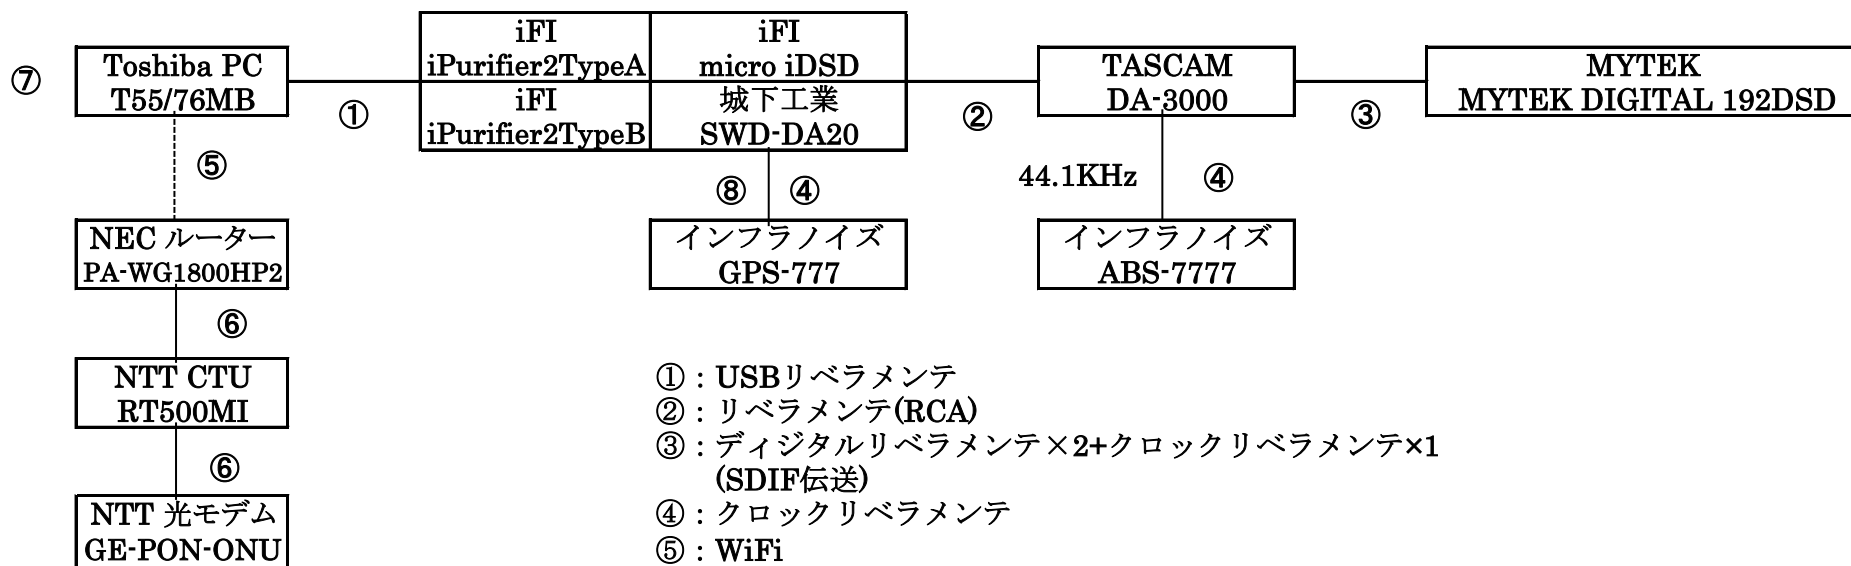 ⑦
Toshiba PC
T55/76MB
①
iFI
iPurifier2TypeA
iFI
iPurifier2TypeB
iFI
micro iDSD
城下工業
SWD-DA20
②
TASCAM
DA-3000
③
MYTEK
MYTEK DIGITAL 192DSD
⑤
⑧ ④
44.1KHz ④
NEC ルーター
PA-WG1800HP2
インフラノイズ
GPS-777
インフラノイズ
ABS-7777
⑥
NTT CTU
RT500MI
⑥
NTT 光モデム
GE-PON-ONU
①:USBリベラメンテ
②:リベラメンテ(RCA)
③:ディジタルリベラメンテ×2+クロックリベラメンテ×1
(SDIF伝送)
④:クロックリベラメンテ
⑤:WiFi